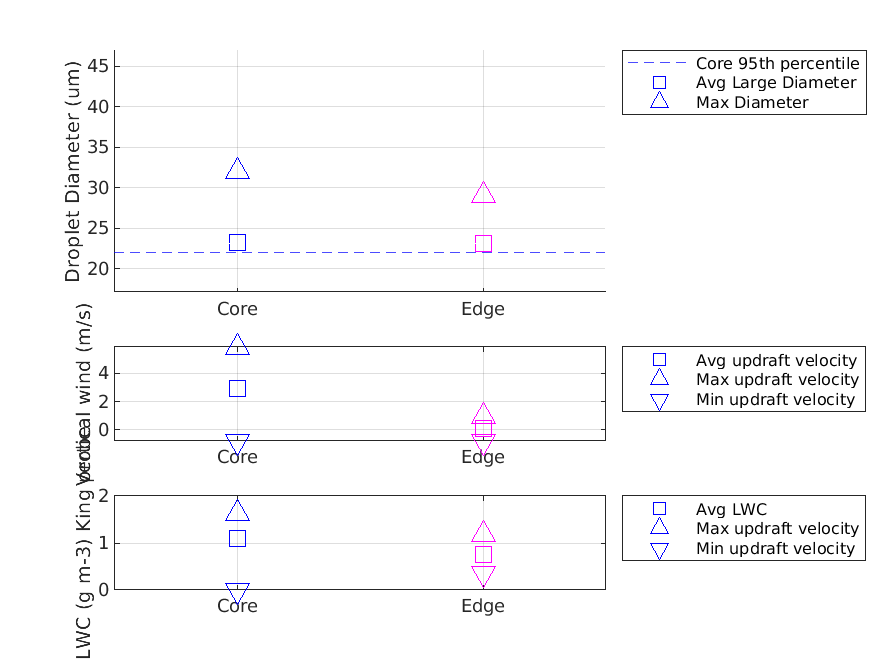 Droplet Diameter (um)
45
40
35
30
25
20
Core
Edge
Core 95th percentile
Avg Large Diameter
Max Diameter
Vertical wind (m/s)
4
2
0
Core
Edge
Avg updraft velocity
Max updraft velocity
Min updraft velocity
LWC (g m-3) King probe
2
1
0
Core
Edge
Avg LWC
Max updraft velocity
Min updraft velocity